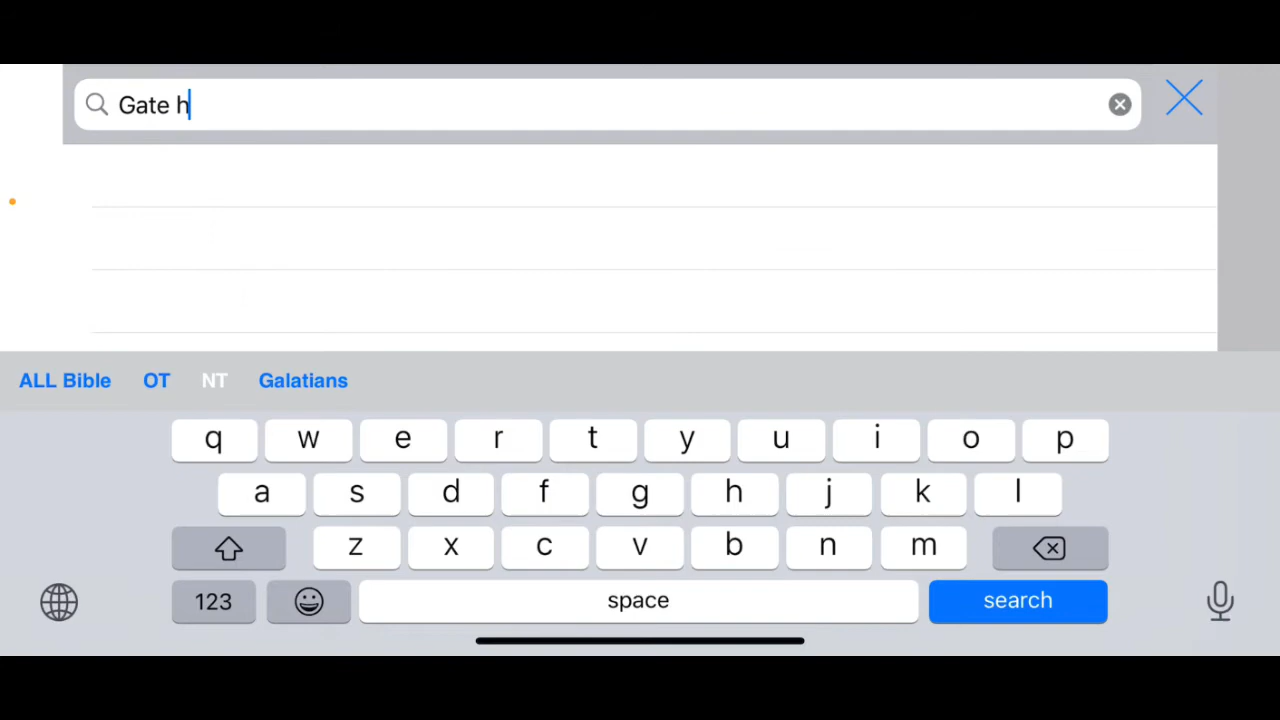 Gate h
ALL Bible OT NT Galatians
q w e r t y u i o p
a s d f g h j k l
z x c v b n m
123 space search